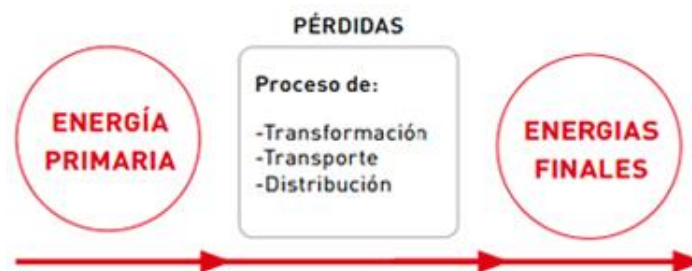 PÉRDIDAS
ENERGÍA
PRIMARIA
Proceso de:
-Transformación
-Transporte
-Distribución
ENERGIAS
FINALES